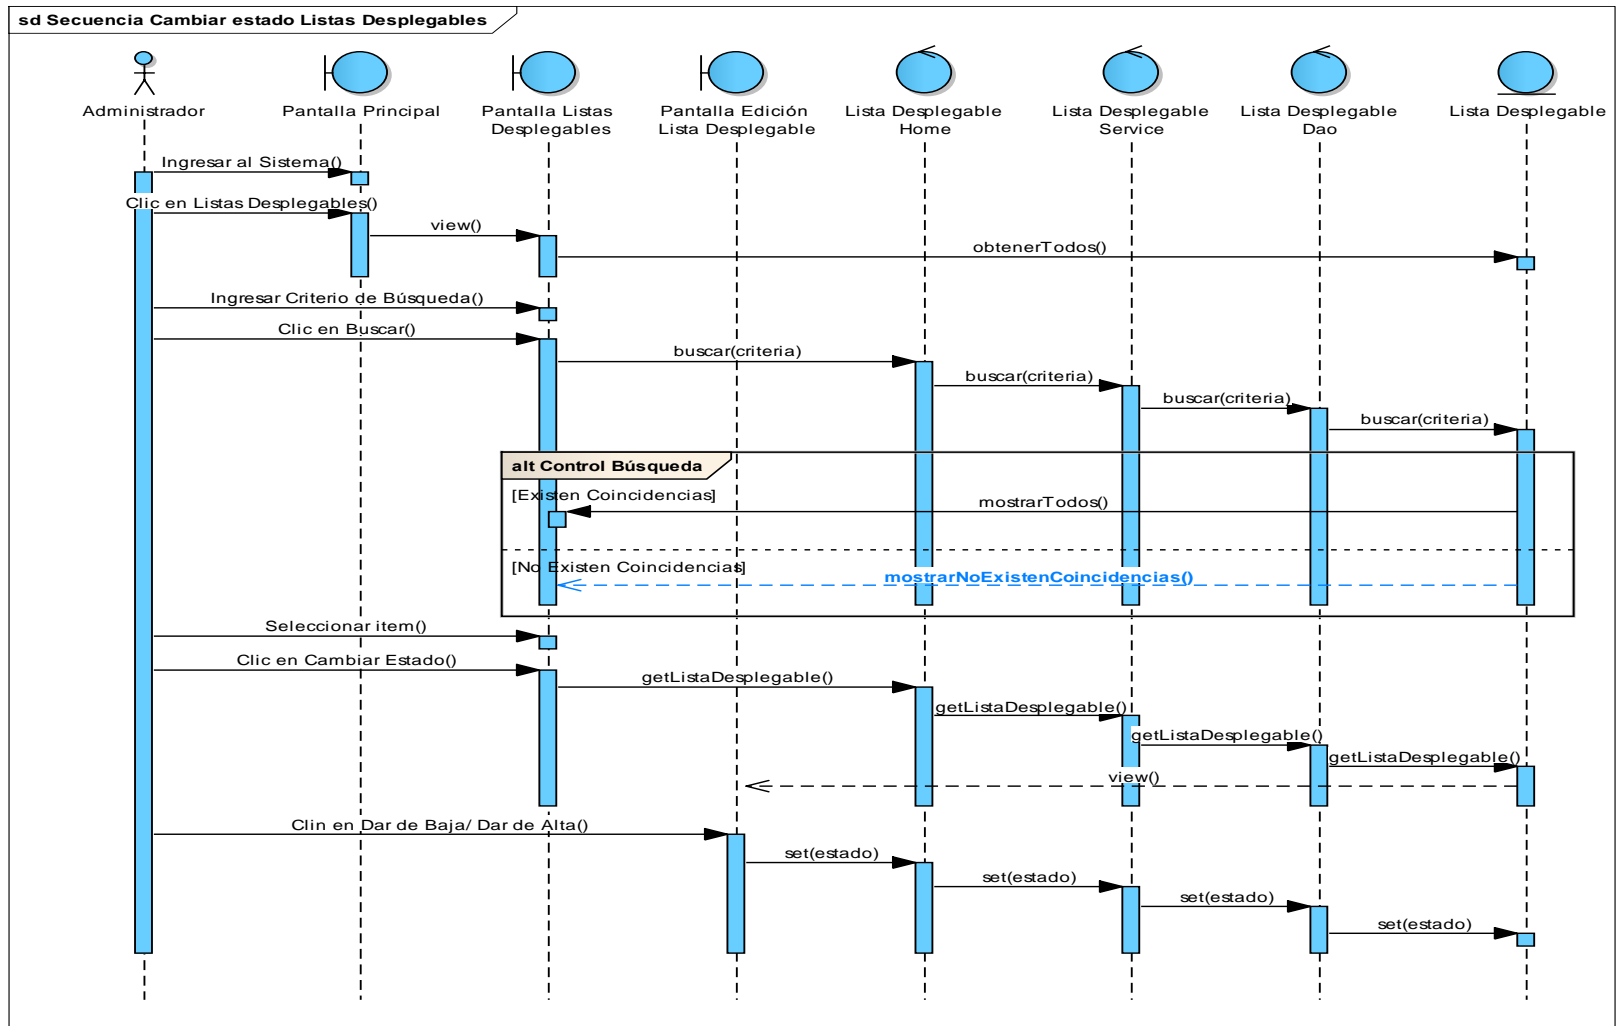 sd Secuencia Cambiar estado Listas Desplegables
Administrador
Pantalla Principal
Pantalla Listas
Desplegables
Pantalla Edición
Lista Desplegable
Lista Desplegable
Home
Lista Desplegable
Service
Lista Desplegable
Dao
Lista Desplegable
Ingresar al Sistema()
Clic en Listas Desplegables()
view()
obtenerTodos()
Ingresar Criterio de Búsqueda()
Clic en Buscar()
buscar(criteria)
buscar(criteria)
buscar(criteria)
buscar(criteria)
alt Control Búsqueda
[Existen Coincidencias]
mostrarTodos()
[No Existen Coincidencias]
mostrarNoExistenCoincidencias()
Seleccionar item()
Clic en Cambiar Estado()
getListaDesplegable()
getListaDesplegable()
getListaDesplegable()
getListaDesplegable()
view()
Clin en Dar de Baja/ Dar de Alta()
set(estado)
set(estado)
set(estado)
set(estado)